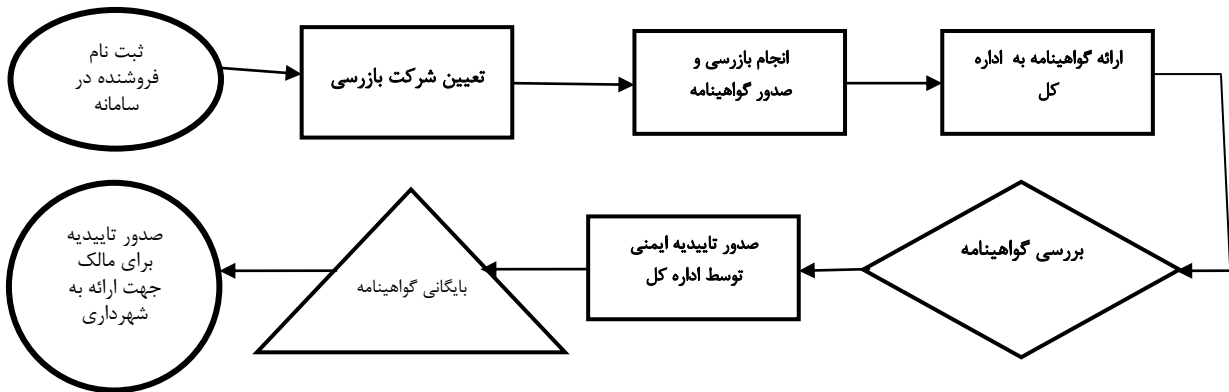 ثبت نام
فروشنده در
سامانه
تعیین شرکت بازرسی
انجام بازرسی و
صدور گواهینامه
ارائه گواهینامه به اداره
کل
بررسی گواهینامه
صدور تاییدیه ایمنی
توسط اداره کل
بایگانی گواهینامه
صدور تاییدیه
برای مالک
جهت ارائه به
شهرداری